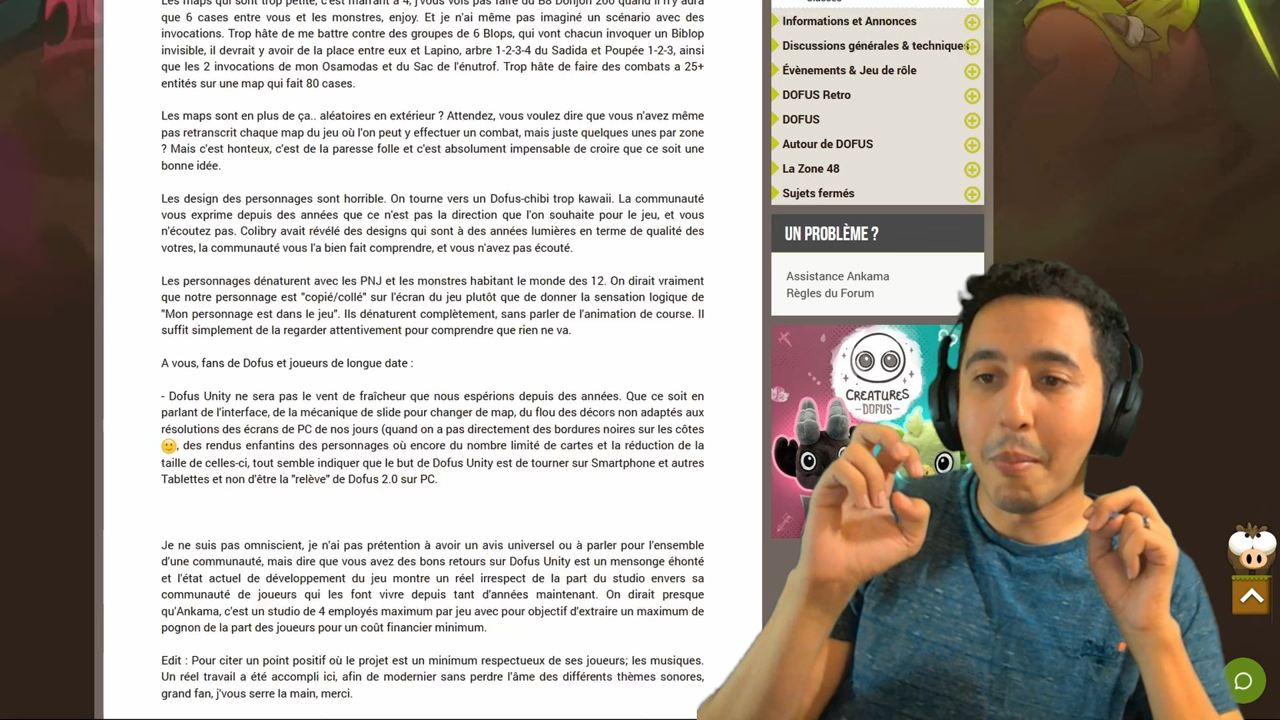 Les maps qui sont trop petite, c'est marrant à 4, j'vous vois pas faire du B8 Donjon 200 quand il n'y aura
que 6 cases entre vous et les monstres, enjoy. Et je n'ai même pas imaginé un scénario avec des
invocations. Trop hâte de me battre contre des groupes de 6 Blops, qui vont chacun invoquer un Biblop
invisible, il devrait y avoir de la place entre eux et Lapino, arbre 1-2-3-4 du Sadida et Poupée 1-2-3, ainsi
que les 2 invocations de mon Osamodas et du Sac de l'énutrof. Trop hâte de faire des combats a 25+
entités sur une map qui fait 80 cases.
Les maps sont en plus de ça.. aléatoires en extérieur ? Attendez, vous voulez dire que vous n'avez même
pas retranscrit chaque map du jeu où l'on peut y effectuer un combat, mais juste quelques unes par zone
? Mais c'est honteux, c'est de la paresse folle et c'est absolument impensable de croire que ce soit une
bonne idée.
Les design des personnages sont horrible. On tourne vers un Dofus-chibi trop kawaii. La communauté
vous exprime depuis des années que ce n'est pas la direction que l'on souhaite pour le jeu, et vous
n'écoutez pas. Colibry avait révélé des designs qui sont à des années lumières en terme de qualité des
votres, la communauté vous l'a bien fait comprendre, et vous n'avez pas écouté.
Les personnages dénaturent avec les PNJ et les monstres habitant le monde des 12. On dirait vraiment
que notre personnage est "copié/collé" sur l'écran du jeu plutôt que de donner la sensation logique de
"Mon personnage est dans le jeu". Ils dénaturent complètement, sans parler de l'animation de course. Il
suffit simplement de la regarder attentivement pour comprendre que rien ne va.
A vous, fans de Dofus et joueurs de longue date :
- Dofus Unity ne sera pas le vent de fraîcheur que nous espérions depuis des années. Que ce soit en
parlant de l'interface, de la mécanique de slide pour changer de map, du flou des décors non adaptés aux
résolutions des écrans de PC de nos jours (quand on a pas directement des bordures noires sur les côtes
, des rendus enfantins des personnages où encore du nombre limité de cartes et la réduction de la
taille de celles-ci, tout semble indiquer que le but de Dofus Unity est de tourner sur Smartphone et autres
Tablettes et non d'être la "relève" de Dofus 2.0 sur PC.
Je ne suis pas omniscient, je n'ai pas prétention à avoir un avis universel ou à parler pour l'ensemble
d'une communauté, mais dire que vous avez des bons retours sur Dofus Unity est un mensonge éhonté
et l'état actuel de développement du jeu montre un réel irrespect de la part du studio envers sa
communauté de joueurs qui les font vivre depuis tant d'années maintenant. On dirait presque
qu'Ankama, c'est un studio de 4 employés maximum par jeu avec pour objectif d'extraire un maximum de
pognon de la part des joueurs pour un coût financier minimum.
Edit : Pour citer un point positif où le projet est un minimum respectueux de ses joueurs; les musiques.
Un réel travail a été accompli ici, afin de modernier sans perdre l'âme des différents thèmes sonores,
grand fan, j'vous serre la main, merci.
Informations et Annonces
Discussions générales & techniques
Évènements & Jeu de rôle
DOFUS Retro
DOFUS
Autour de DOFUS
La Zone 48
Sujets fermés
UN PROBLÈME ?
Assistance Ankama
Règles du Forum
CREATURES
DOFUS